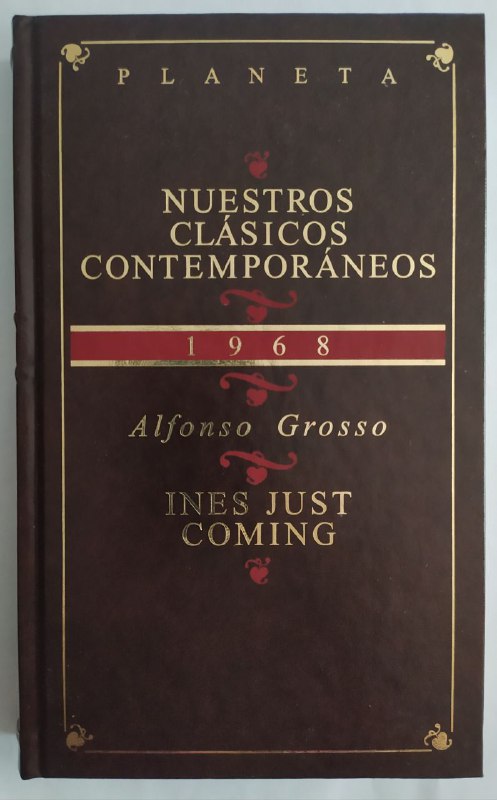 PLANETA
NUESTROS
CLÁSICOS
CONTEMPORÁNEOS
1968
Alfonso Grosso
INES JUST
COMING